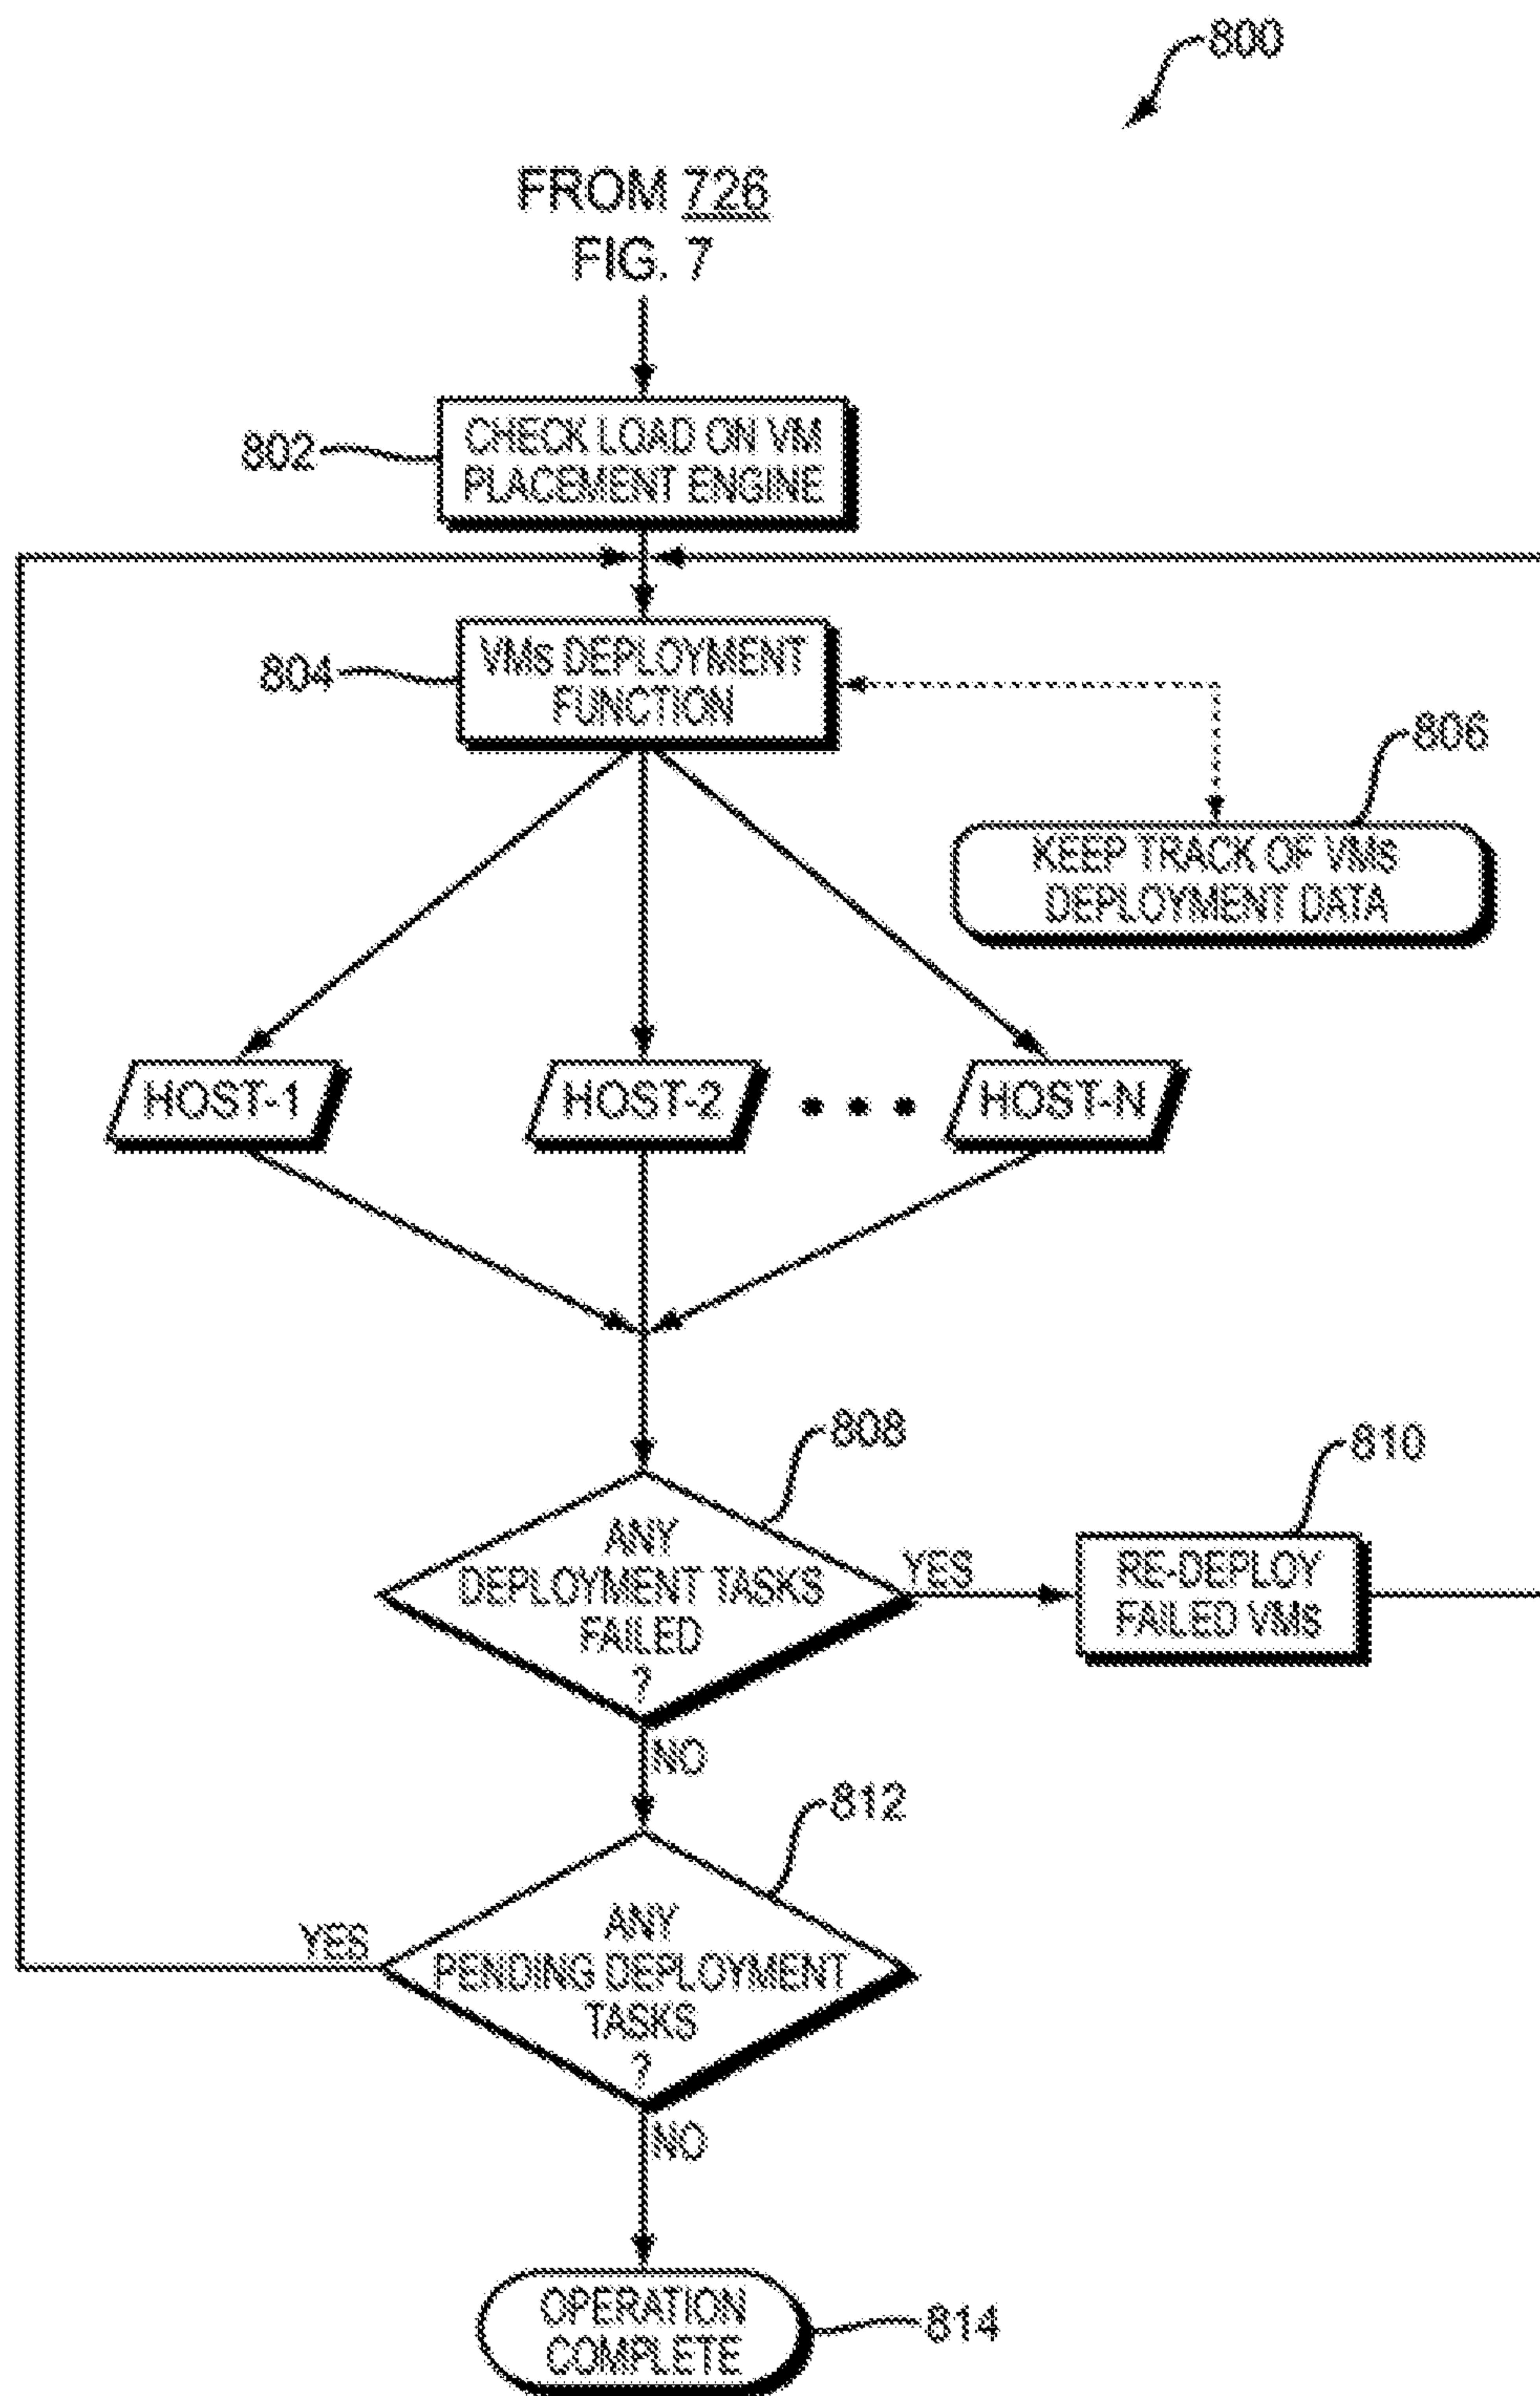 800
FROM 726
FIG. 7
802
CHECK LOAD ON VM
PLACEMENT ENGINE
804
VMs DEPLOYMENT
FUNCTION
806
KEEP TRACK OF VMs
DEPLOYMENT DATA
HOST-1
HOST-2
HOST-N
808
ANY
DEPLOYMENT TASKS
FAILED
?
YES
810
RE-DEPLOY
FAILED VMs
NO
812
ANY
PENDING DEPLOYMENT
TASKS
?
YES
NO
OPERATION
COMPLETE
814